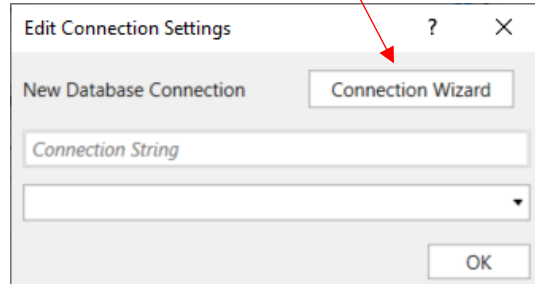 Edit Connection Settings ?
New Database Connection Connection Wizard
Connection String
OK